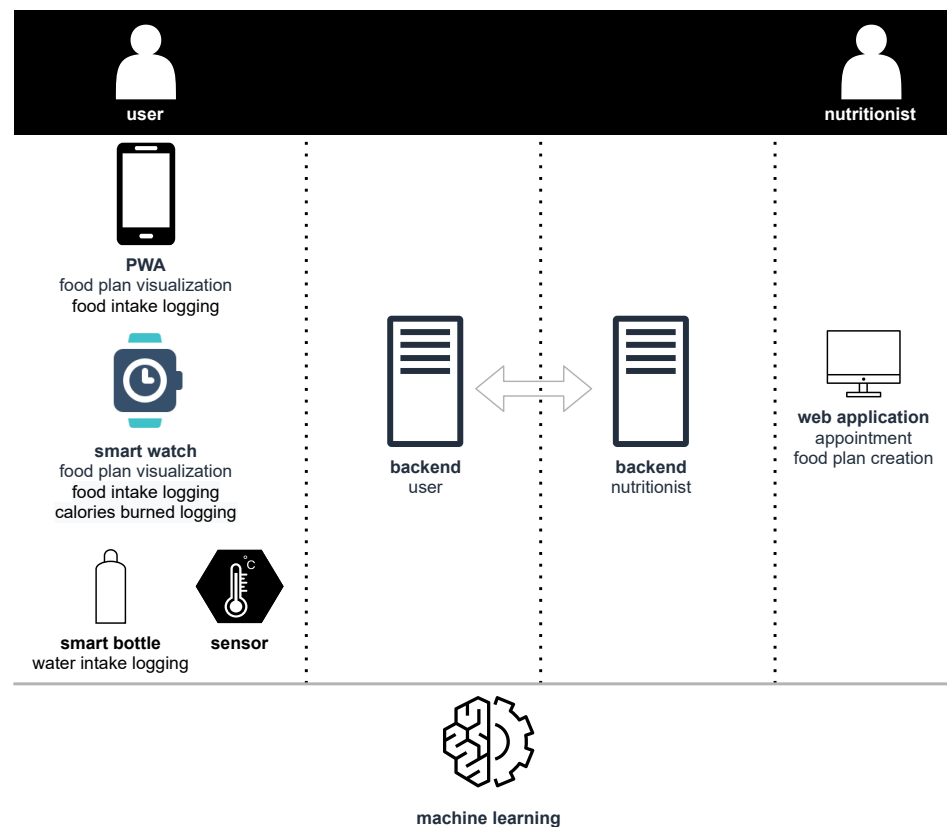 user
nutritionist
PWA
food plan visualization
food intake logging
smart watch
food plan visualization
food intake logging
calories burned logging
smart bottle
water intake logging
°C
sensor
backend
user
backend
nutritionist
web application
appointment
food plan creation
machine learning